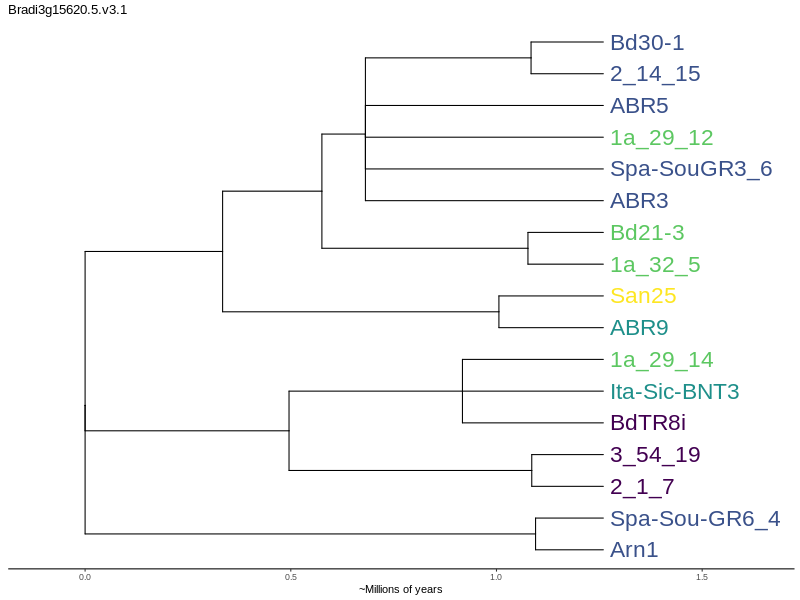 Bradi3g15620.5.v3.1
Bd30-1
2_14_15
ABR5
1a_29_12
Spa-SouGR3_6
ABR3
Bd21-3
1a_32_5
San25
ABR9
1a_29_14
Ita-Sic-BNT3
BdTR8i
3_54_19
2_1_7
Spa-Sou-GR6_4
Arn1
0.0 0.5 1.0 1.5
~Millions of years